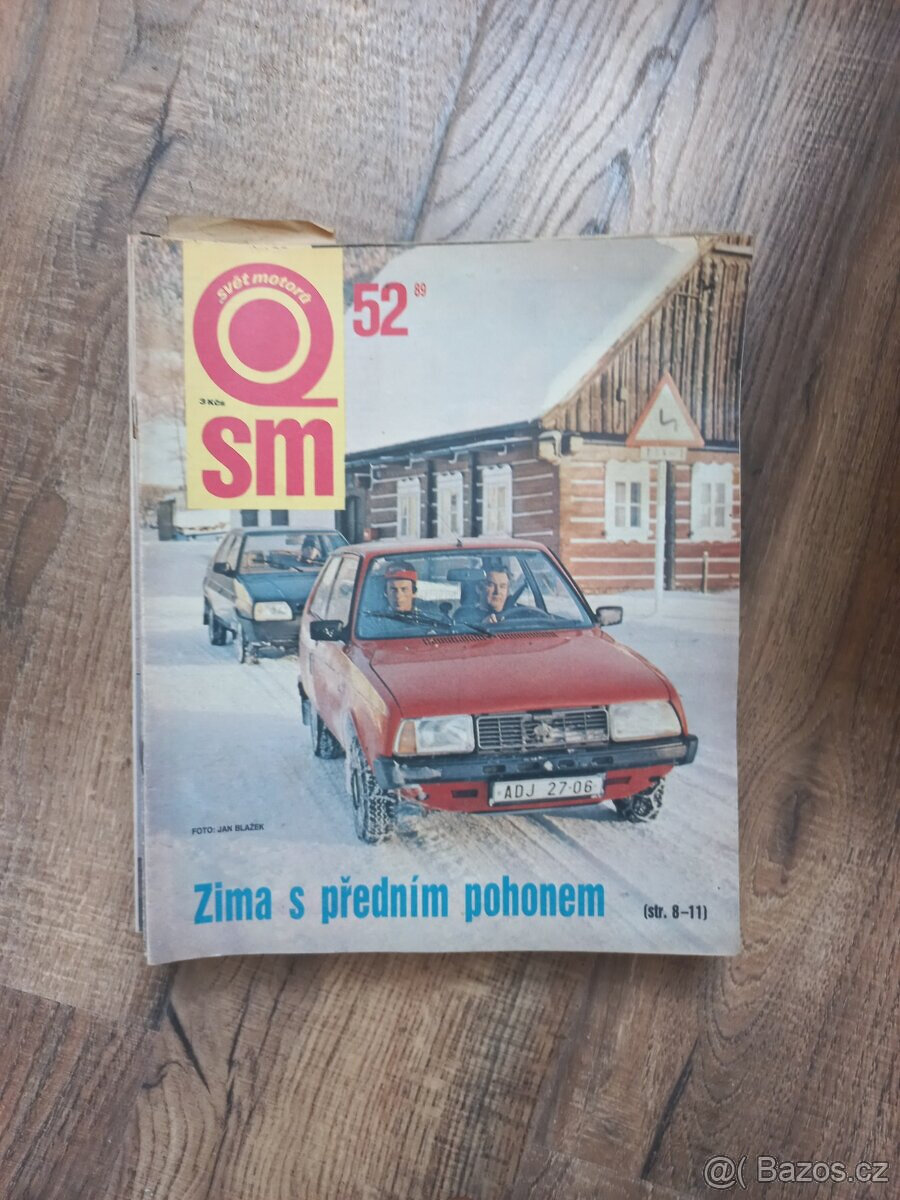 svět motorů
52 89
3 Kčs
sm
ADJ 27-06
FOTO: JAN BLAŽEK
Zima s předním pohonem
(str. 8–11)
@( Bazos.cz